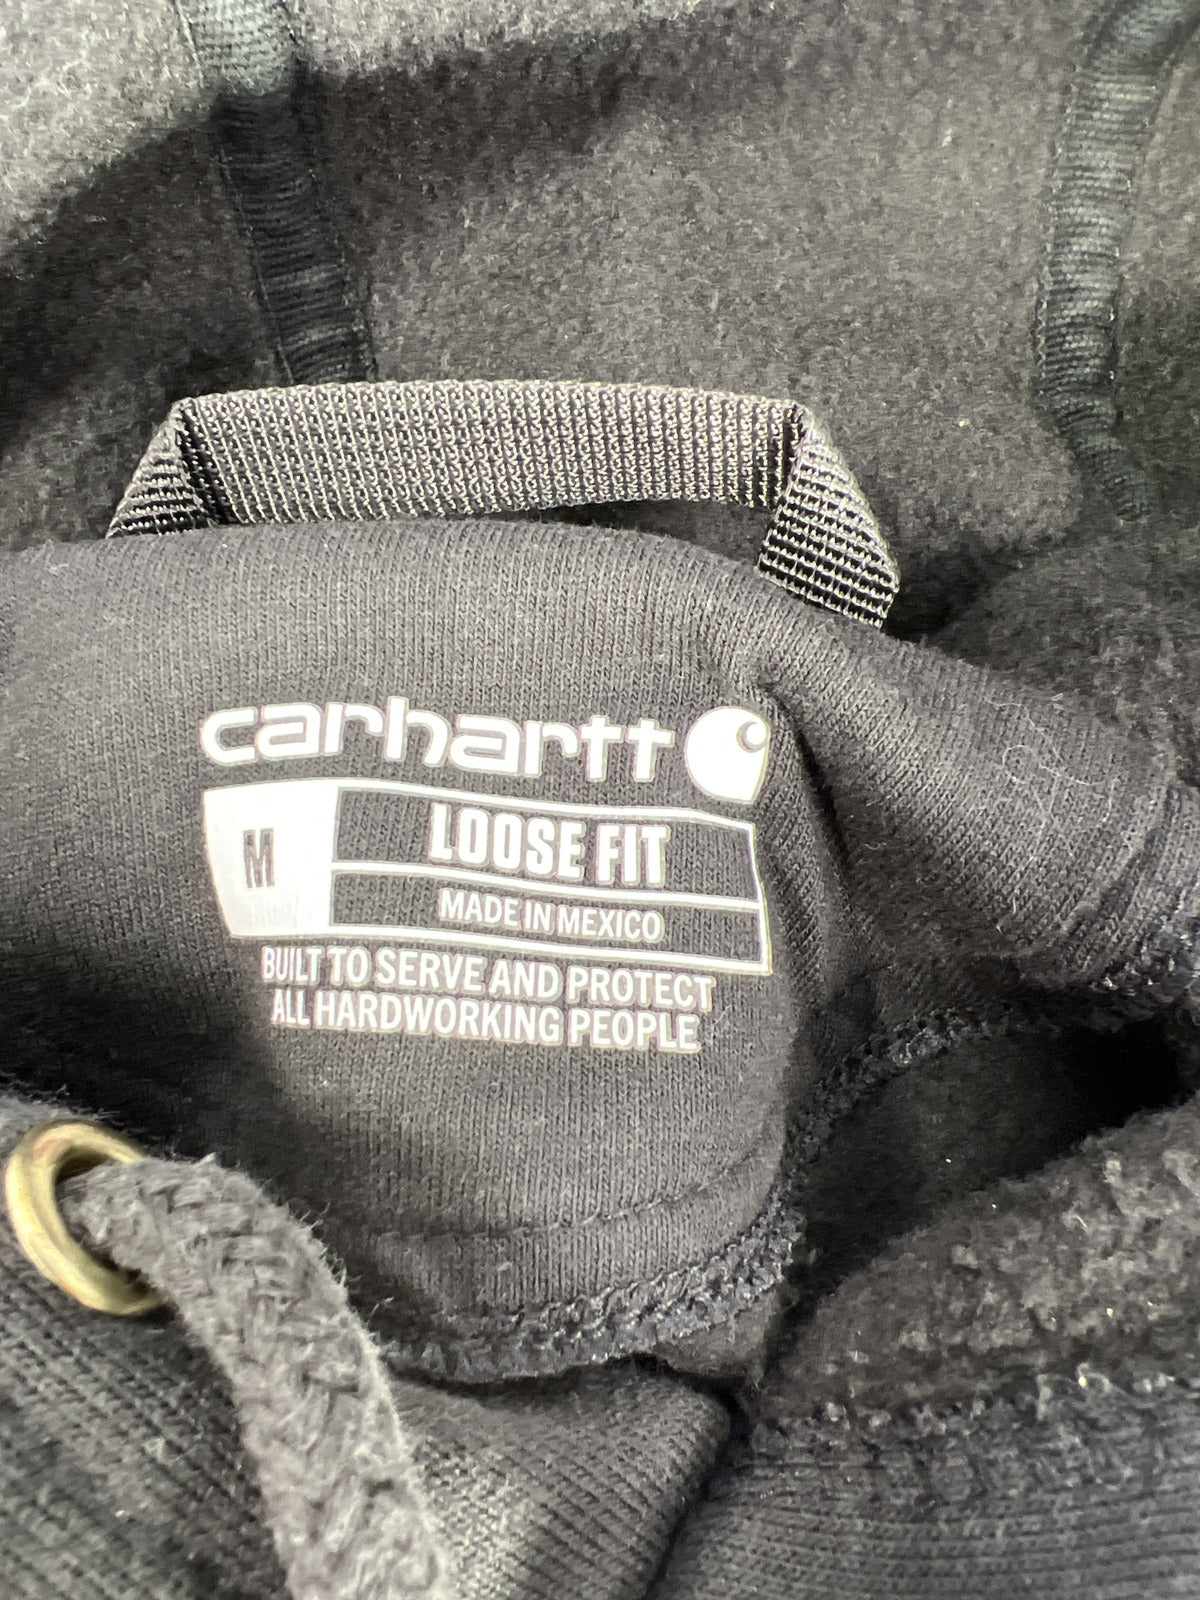 carhartt
M
LOOSE FIT
MADE IN MEXICO
BUILT TO SERVE AND PROTECT
ALL HARDWORKING PEOPLE